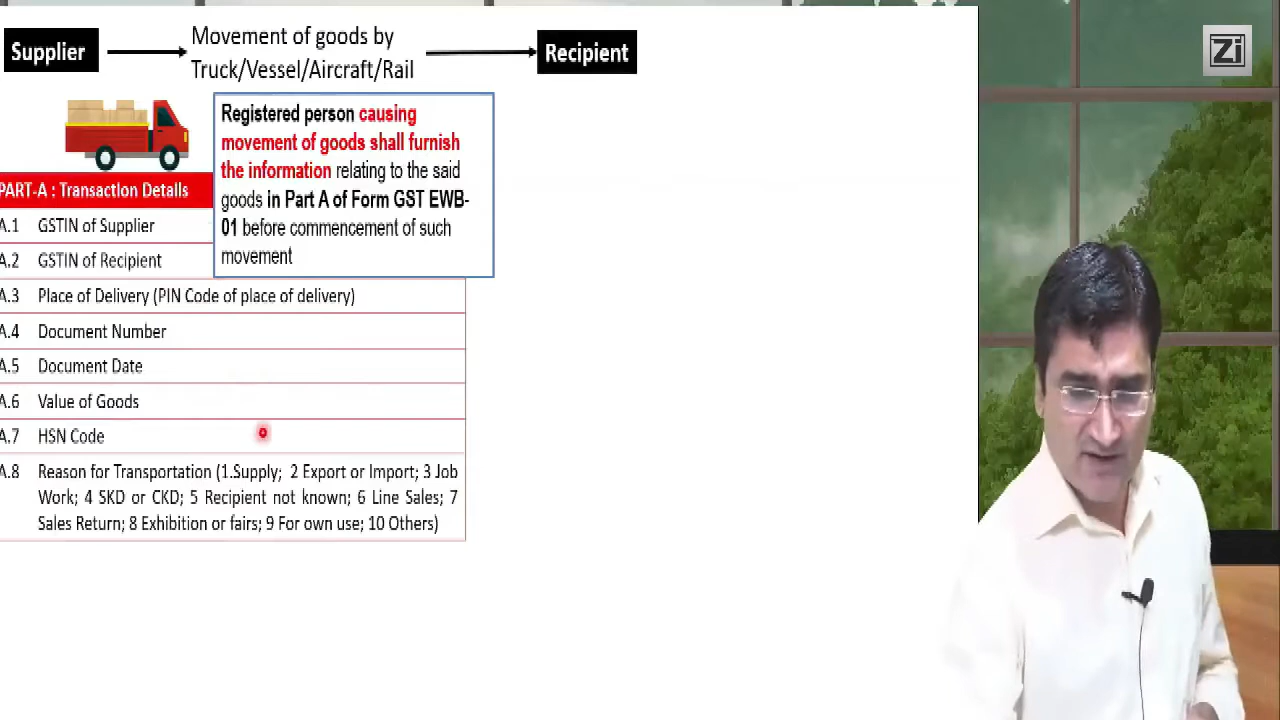 Supplier
Movement of goods by
Truck/Vessel/Aircraft/Rail
Recipient
Zi
Registered person causing
movement of goods shall furnish
the information relating to the said
goods in Part A of Form GST EWB-
01 before commencement of such
movement
PART-A : Transaction Details
A.1 GSTIN of Supplier
A.2 GSTIN of Recipient
A.3 Place of Delivery (PIN Code of place of delivery)
A.4 Document Number
A.5 Document Date
A.6 Value of Goods
A.7 HSN Code
A.8 Reason for Transportation (1.Supply; 2 Export or Import; 3 Job
Work; 4 SKD or CKD; 5 Recipient not known; 6 Line Sales; 7
Sales Return; 8 Exhibition or fairs; 9 For own use; 10 Others)